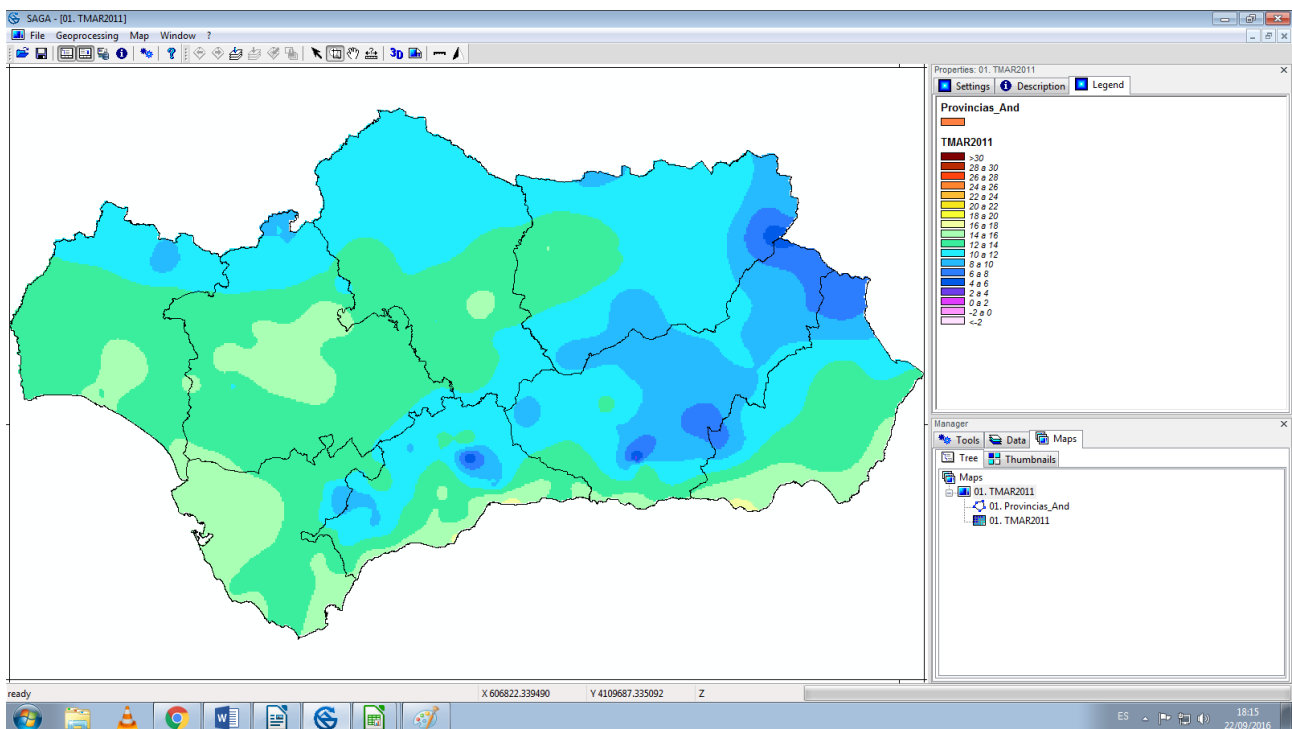 SAGA - [01. TMAR2011]
File Geoprocessing Map Window ?
3D
Properties: 01. TMAR2011
Settings Description Legend
Provincias_And
TMAR2011
>30
28 a 30
26 a 28
24 a 26
22 a 24
20 a 22
18 a 20
16 a 18
14 a 16
12 a 14
10 a 12
8 a 10
6 a 8
4 a 6
2 a 4
0 a 2
-2 a 0
<-2
Manager
Tools Data Maps
Tree Thumbnails
Maps
01. TMAR2011
01. Provincias_And
01. TMAR2011
ready X 606822.339490 Y 4109687.335092 Z
ES 18:15
22/09/2016